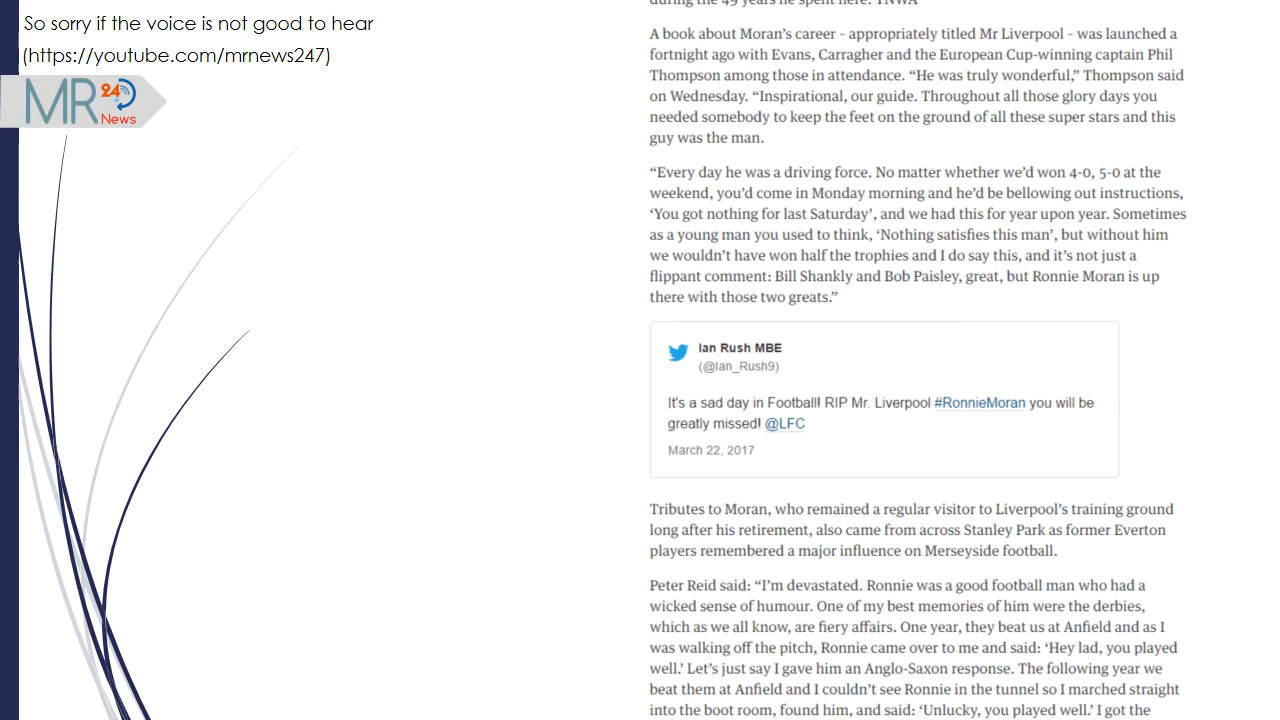 So sorry if the voice is not good to hear
(https://youtube.com/mrnews247)
MR 24 News
during the 49 years he spent here. YNWA”
A book about Moran’s career – appropriately titled Mr Liverpool – was launched a
fortnight ago with Evans, Carragher and the European Cup-winning captain Phil
Thompson among those in attendance. “He was truly wonderful,” Thompson said
on Wednesday. “Inspirational, our guide. Throughout all those glory days you
needed somebody to keep the feet on the ground of all these super stars and this
guy was the man.
“Every day he was a driving force. No matter whether we’d won 4-0, 5-0 at the
weekend, you’d come in Monday morning and he’d be bellowing out instructions,
‘You got nothing for last Saturday’, and we had this for year upon year. Sometimes
as a young man you used to think, ‘Nothing satisfies this man’, but without him
we wouldn’t have won half the trophies and I do say this, and it’s not just a
flippant comment: Bill Shankly and Bob Paisley, great, but Ronnie Moran is up
there with those two greats.”
Ian Rush MBE
(@Ian_Rush9)
It's a sad day in Football! RIP Mr. Liverpool #RonnieMoran you will be
greatly missed! @LFC
March 22, 2017
Tributes to Moran, who remained a regular visitor to Liverpool’s training ground
long after his retirement, also came from across Stanley Park as former Everton
players remembered a major influence on Merseyside football.
Peter Reid said: “I’m devastated. Ronnie was a good football man who had a
wicked sense of humour. One of my best memories of him were the derbies,
which as we all know, are fiery affairs. One year, they beat us at Anfield and as I
was walking off the pitch, Ronnie came over to me and said: ‘Hey lad, you played
well.’ Let’s just say I gave him an Anglo-Saxon response. The following year we
beat them at Anfield and I couldn’t see Ronnie in the tunnel so I marched straight
into the boot room, found him, and said: ‘Unlucky, you played well.’ I got the